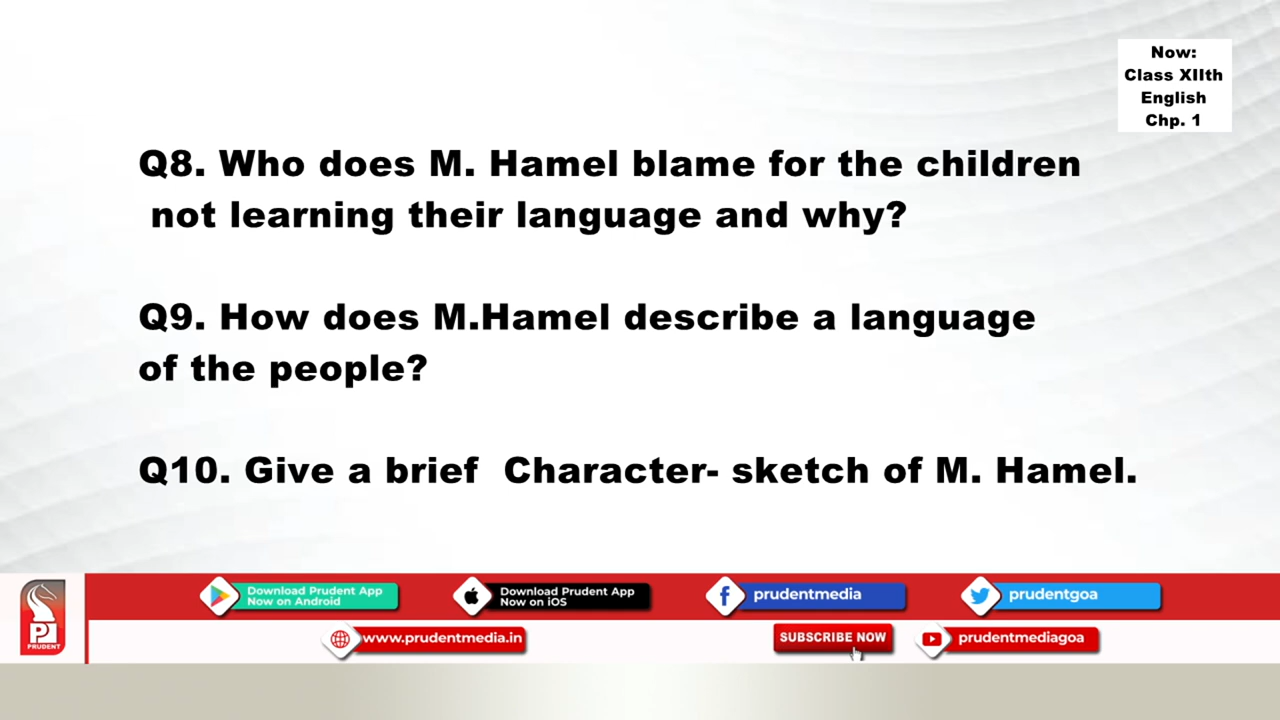 Now:
Class XIIth
English
Chp. 1
Q8. Who does M. Hamel blame for the children
not learning their language and why?
Q9. How does M.Hamel describe a language
of the people?
Q10. Give a brief Character- sketch of M. Hamel.
Download Prudent App
Now on Android
Download Prudent App
Now on iOS
prudentmedia
prudentgoa
PRUDENT
www.prudentmedia.in
SUBSCRIBE NOW
prudentmediagoa